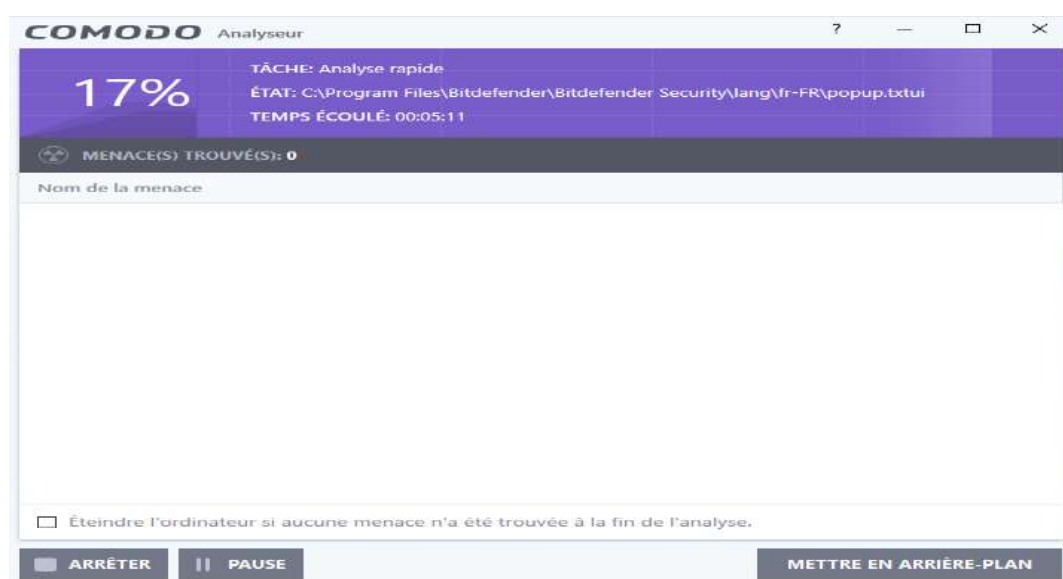 COMODO Analyseur
17%
TÂCHE: Analyse rapide
ÉTAT: C:\Program Files\Bitdefender\Bitdefender Security\lang\fr-FR\popup.txtui
TEMPS ÉCOULÉ: 00:05:11
MENACE(S) TROUVÉ(S): 0
Nom de la menace
Éteindre l'ordinateur si aucune menace n'a été trouvée à la fin de l'analyse.
ARRÊTER
PAUSE
METTRE EN ARRIÈRE-PLAN